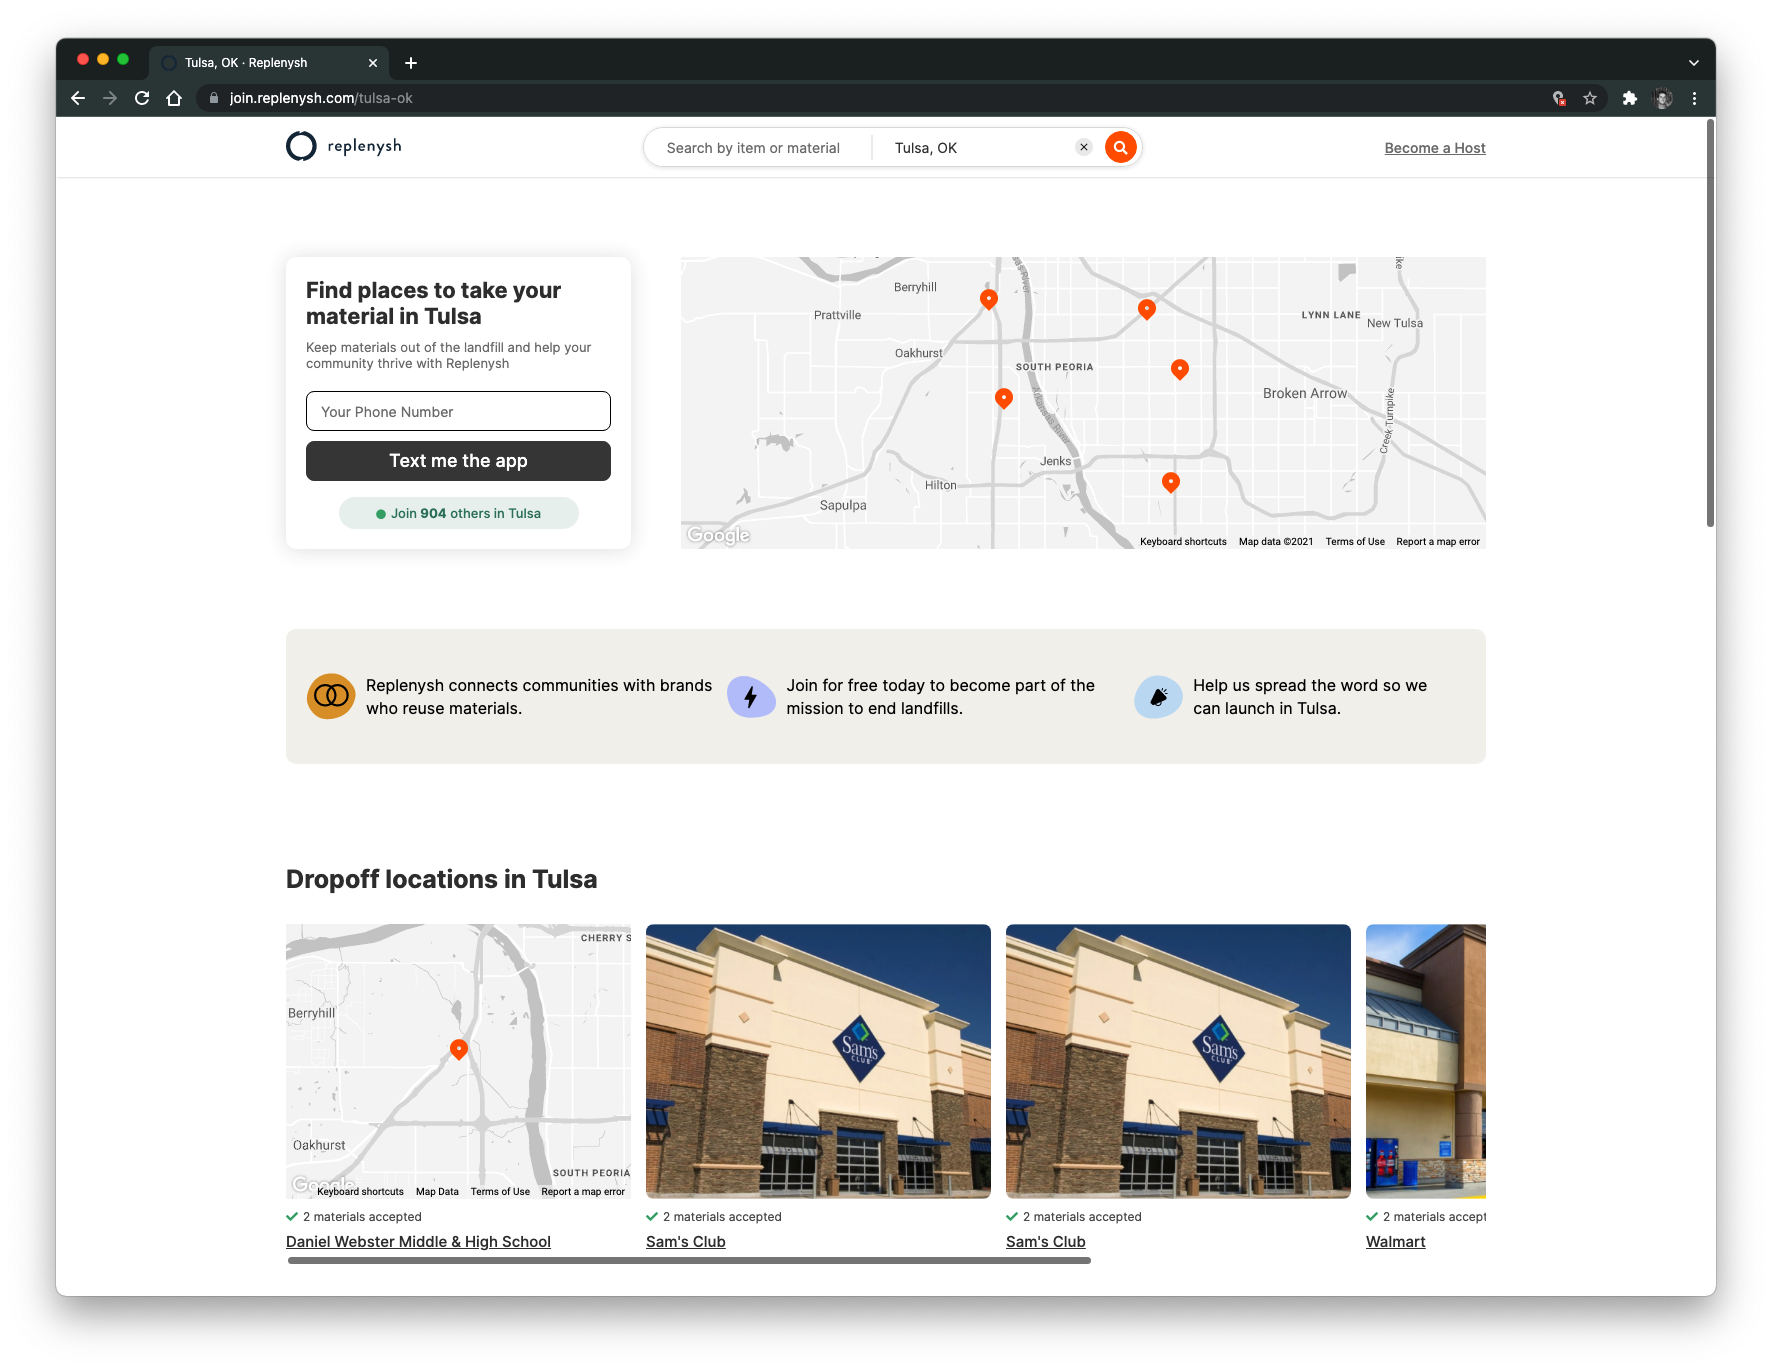 Tulsa, OK · Replenysh
join.replenysh.com/tulsa-ok
replenysh
Search by item or material
Tulsa, OK
Become a Host
Find places to take your
material in Tulsa
Keep materials out of the landfill and help your
community thrive with Replenysh
Your Phone Number
Text me the app
Join 904 others in Tulsa
Berryhill
Prattville
Oakhurst
SOUTH PEORIA
LYNN LANE
New Tulsa
Broken Arrow
Creek Turnpike
Arkansas River
Jenks
Hilton
Sapulpa
Google
Keyboard shortcuts
Map data ©2021
Terms of Use
Report a map error
Replenysh connects communities with brands
who reuse materials.
Join for free today to become part of the
mission to end landfills.
Help us spread the word so we
can launch in Tulsa.
Dropoff locations in Tulsa
CHERRY S
Berryhill
Oakhurst
SOUTH PEORIA
Google
Keyboard shortcuts
Map Data
Terms of Use
Report a map error
2 materials accepted
Daniel Webster Middle & High School
Sam's
CLUB
2 materials accepted
Sam's Club
Sam's
CLUB
2 materials accepted
Sam's Club
2 materials accept
Walmart